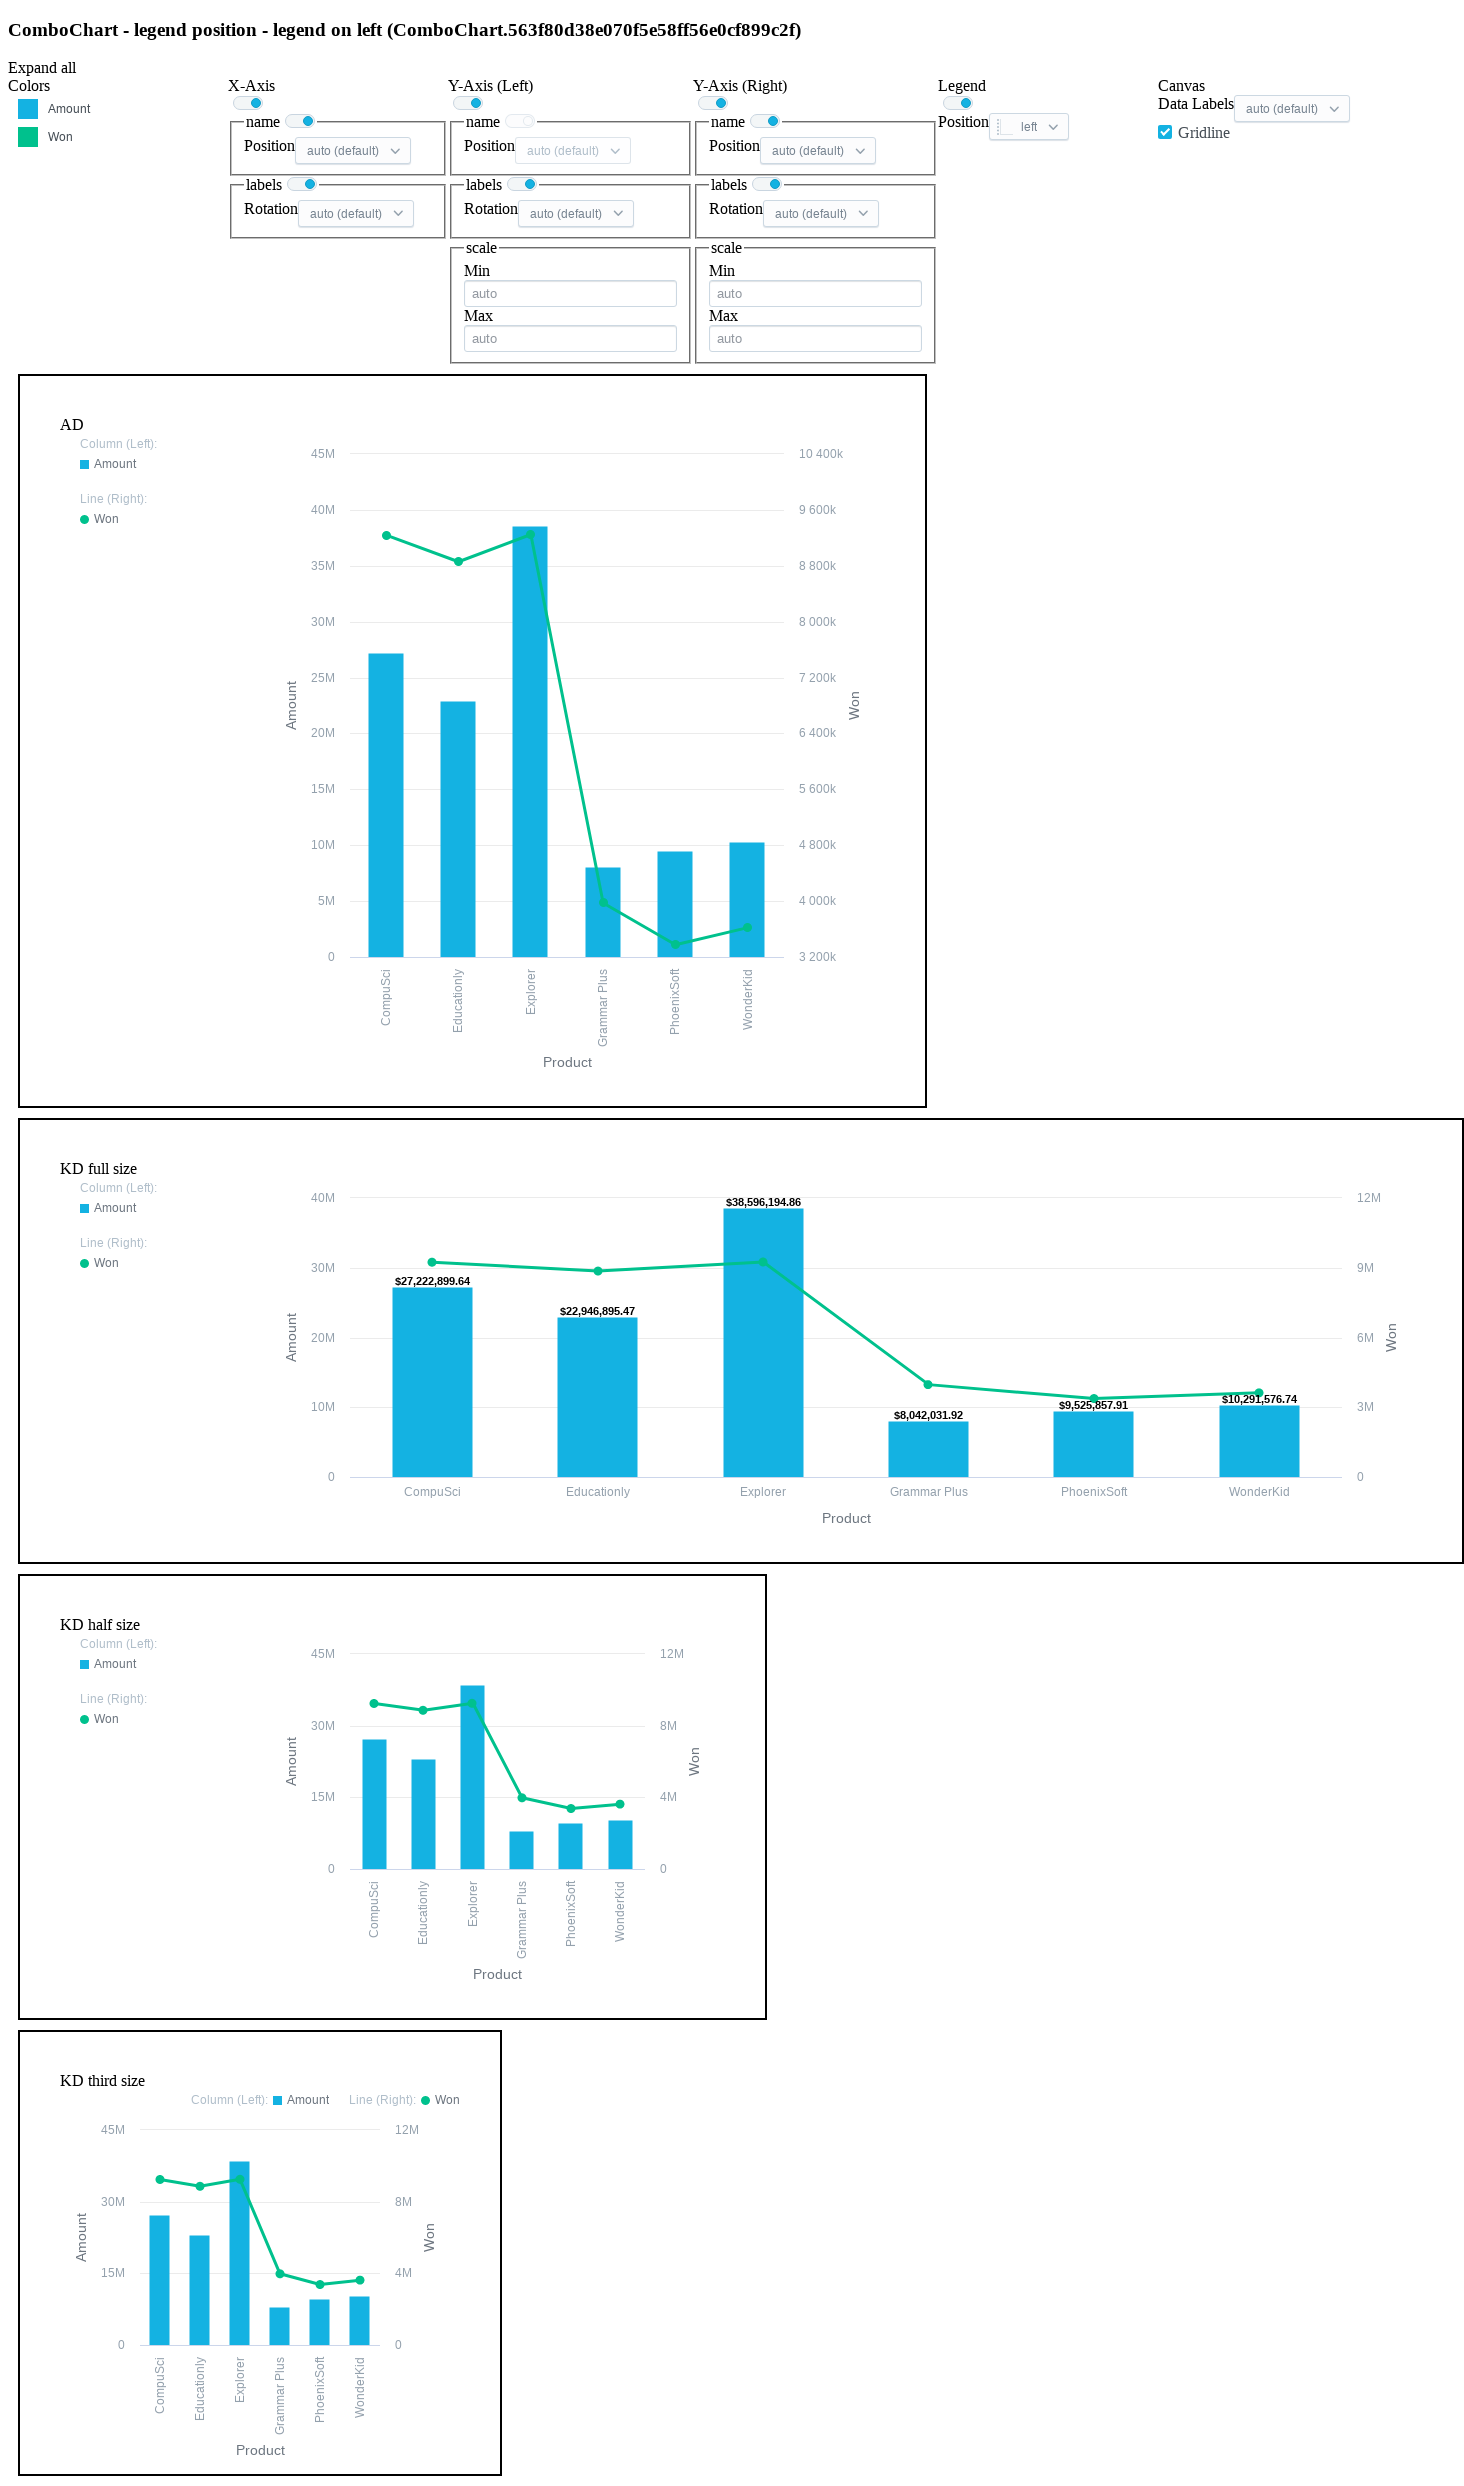 ComboChart - legend position - legend on left (ComboChart.563f80d38e070f5e58ff56e0cf899c2f)
Expand all
Colors
Amount
Won
X-Axis
name
Position auto (default)
labels
Rotation auto (default)
Y-Axis (Left)
name
Position auto (default)
labels
Rotation auto (default)
scale
Min
auto
Max
auto
Y-Axis (Right)
name
Position auto (default)
labels
Rotation auto (default)
scale
Min
auto
Max
auto
Legend
Position left
Canvas
Data Labels auto (default)
Gridline
AD
Column (Left):
Amount
Line (Right):
Won
45M
40M
35M
30M
25M
20M
15M
10M
5M
0
Amount
10 400k
9 600k
8 800k
8 000k
7 200k
6 400k
5 600k
4 800k
4 000k
3 200k
Won
CompuSci
Educationly
Explorer
Grammar Plus
PhoenixSoft
WonderKid
Product
KD full size
Column (Left):
Amount
Line (Right):
Won
40M
30M
20M
10M
0
Amount
$27,222,899.64
$22,946,895.47
$38,596,194.86
$8,042,031.92
$9,525,857.91
$10,291,576.74
12M
9M
6M
3M
0
Won
CompuSci
Educationly
Explorer
Grammar Plus
PhoenixSoft
WonderKid
Product
KD half size
Column (Left):
Amount
Line (Right):
Won
45M
30M
15M
0
Amount
12M
8M
4M
0
Won
CompuSci
Educationly
Explorer
Grammar Plus
PhoenixSoft
WonderKid
Product
KD third size
Column (Left): Amount Line (Right): Won
45M
30M
15M
0
Amount
12M
8M
4M
0
Won
CompuSci
Educationly
Explorer
Grammar Plus
PhoenixSoft
WonderKid
Product